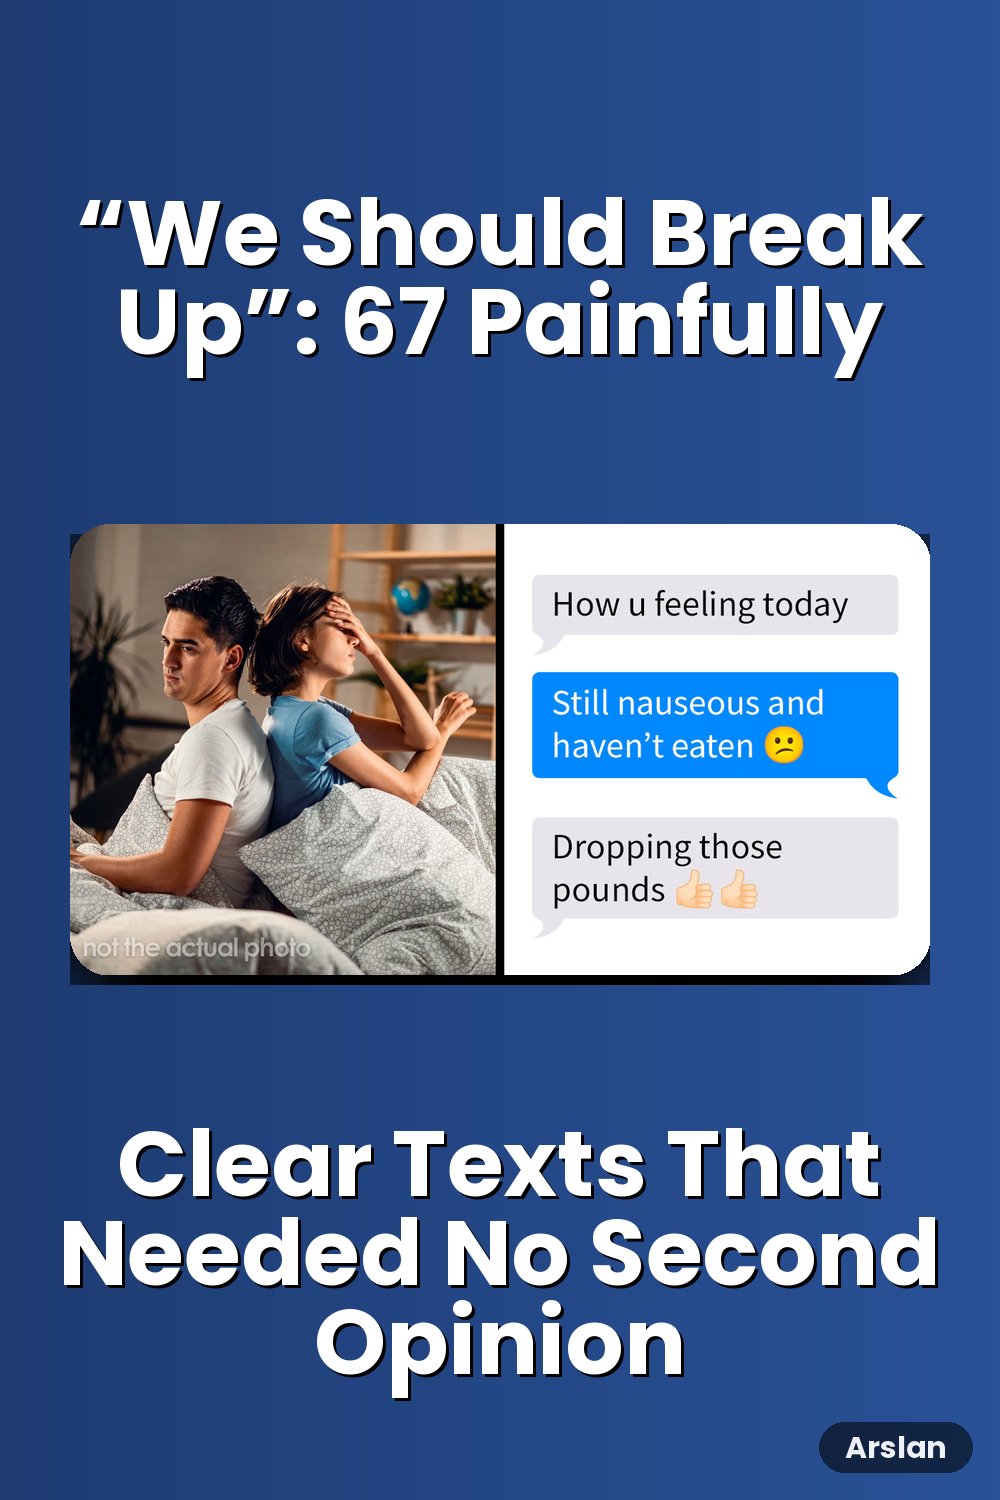 “We Should Break
Up”: 67 Painfully
How u feeling today
Still nauseous and
haven’t eaten 😕
Dropping those
pounds 👍🏻👍🏻
not the actual photo
Clear Texts That
Needed No Second
Opinion
Arslan